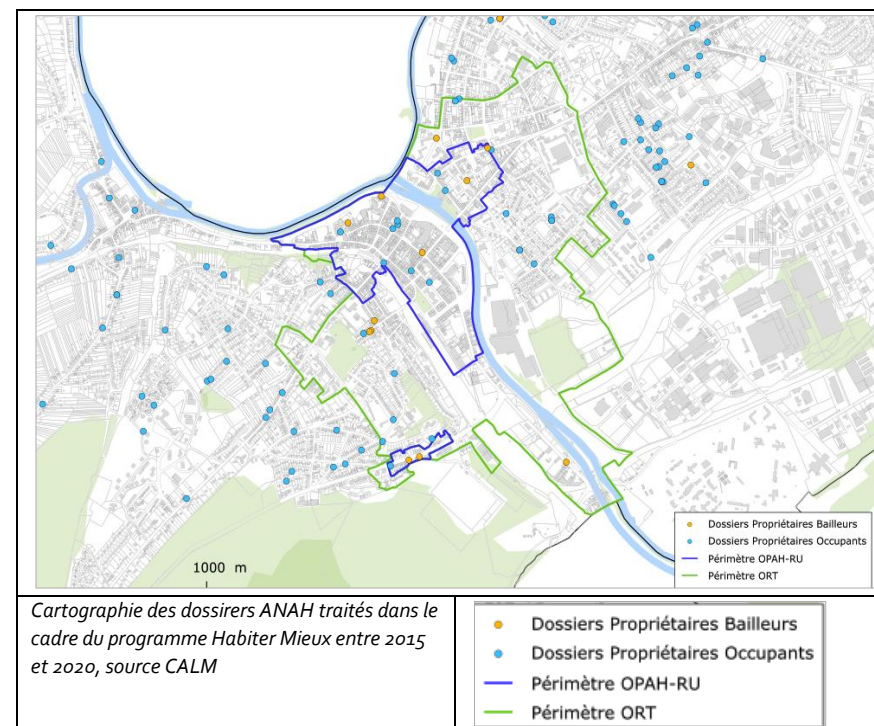 1000 m
Dossiers Propriétaires Bailleurs
Dossiers Propriétaires Occupants
Périmètre OPAH-RU
Périmètre ORT
Cartographie des dossirers ANAH traités dans le
cadre du programme Habiter Mieux entre 2015
et 2020, source CALM
Dossiers Propriétaires Bailleurs
Dossiers Propriétaires Occupants
Périmètre OPAH-RU
Périmètre ORT